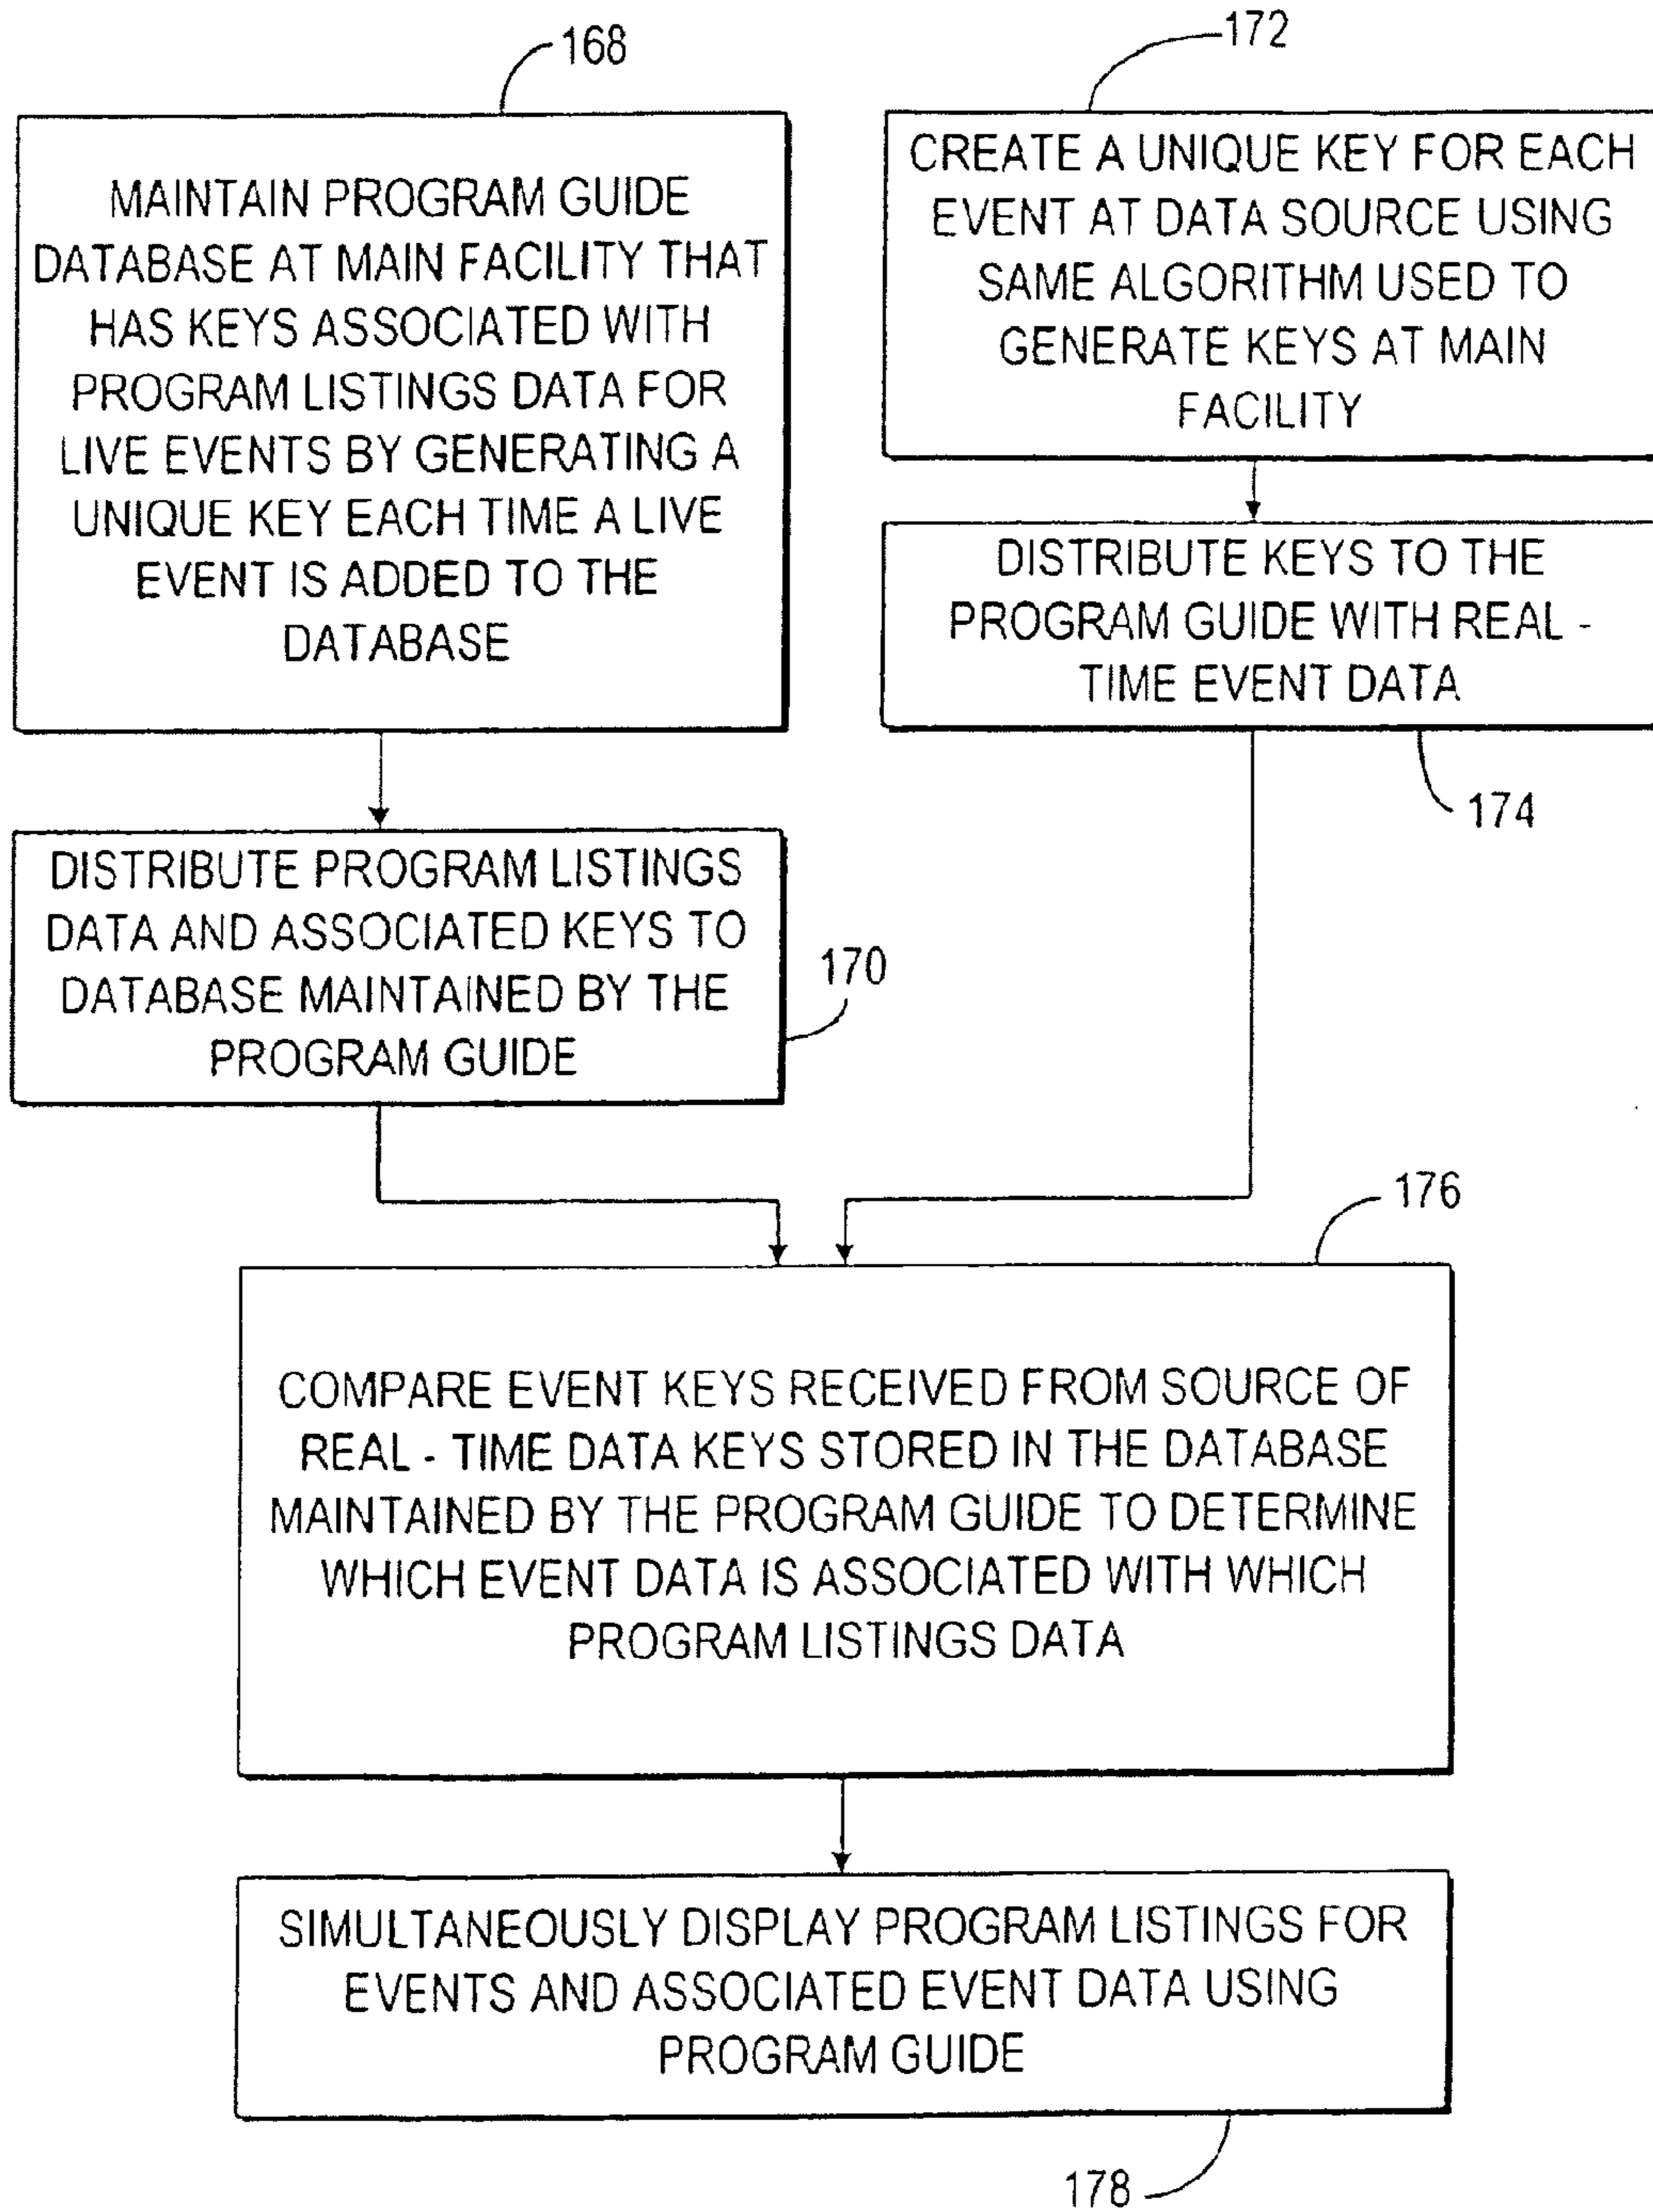 168
MAINTAIN PROGRAM GUIDE
DATABASE AT MAIN FACILITY THAT
HAS KEYS ASSOCIATED WITH
PROGRAM LISTINGS DATA FOR
LIVE EVENTS BY GENERATING A
UNIQUE KEY EACH TIME A LIVE
EVENT IS ADDED TO THE
DATABASE
172
CREATE A UNIQUE KEY FOR EACH
EVENT AT DATA SOURCE USING
SAME ALGORITHM USED TO
GENERATE KEYS AT MAIN
FACILITY
DISTRIBUTE KEYS TO THE
PROGRAM GUIDE WITH REAL -
TIME EVENT DATA
174
DISTRIBUTE PROGRAM LISTINGS
DATA AND ASSOCIATED KEYS TO
DATABASE MAINTAINED BY THE
PROGRAM GUIDE
170
176
COMPARE EVENT KEYS RECEIVED FROM SOURCE OF
REAL - TIME DATA KEYS STORED IN THE DATABASE
MAINTAINED BY THE PROGRAM GUIDE TO DETERMINE
WHICH EVENT DATA IS ASSOCIATED WITH WHICH
PROGRAM LISTINGS DATA
SIMULTANEOUSLY DISPLAY PROGRAM LISTINGS FOR
EVENTS AND ASSOCIATED EVENT DATA USING
PROGRAM GUIDE
178